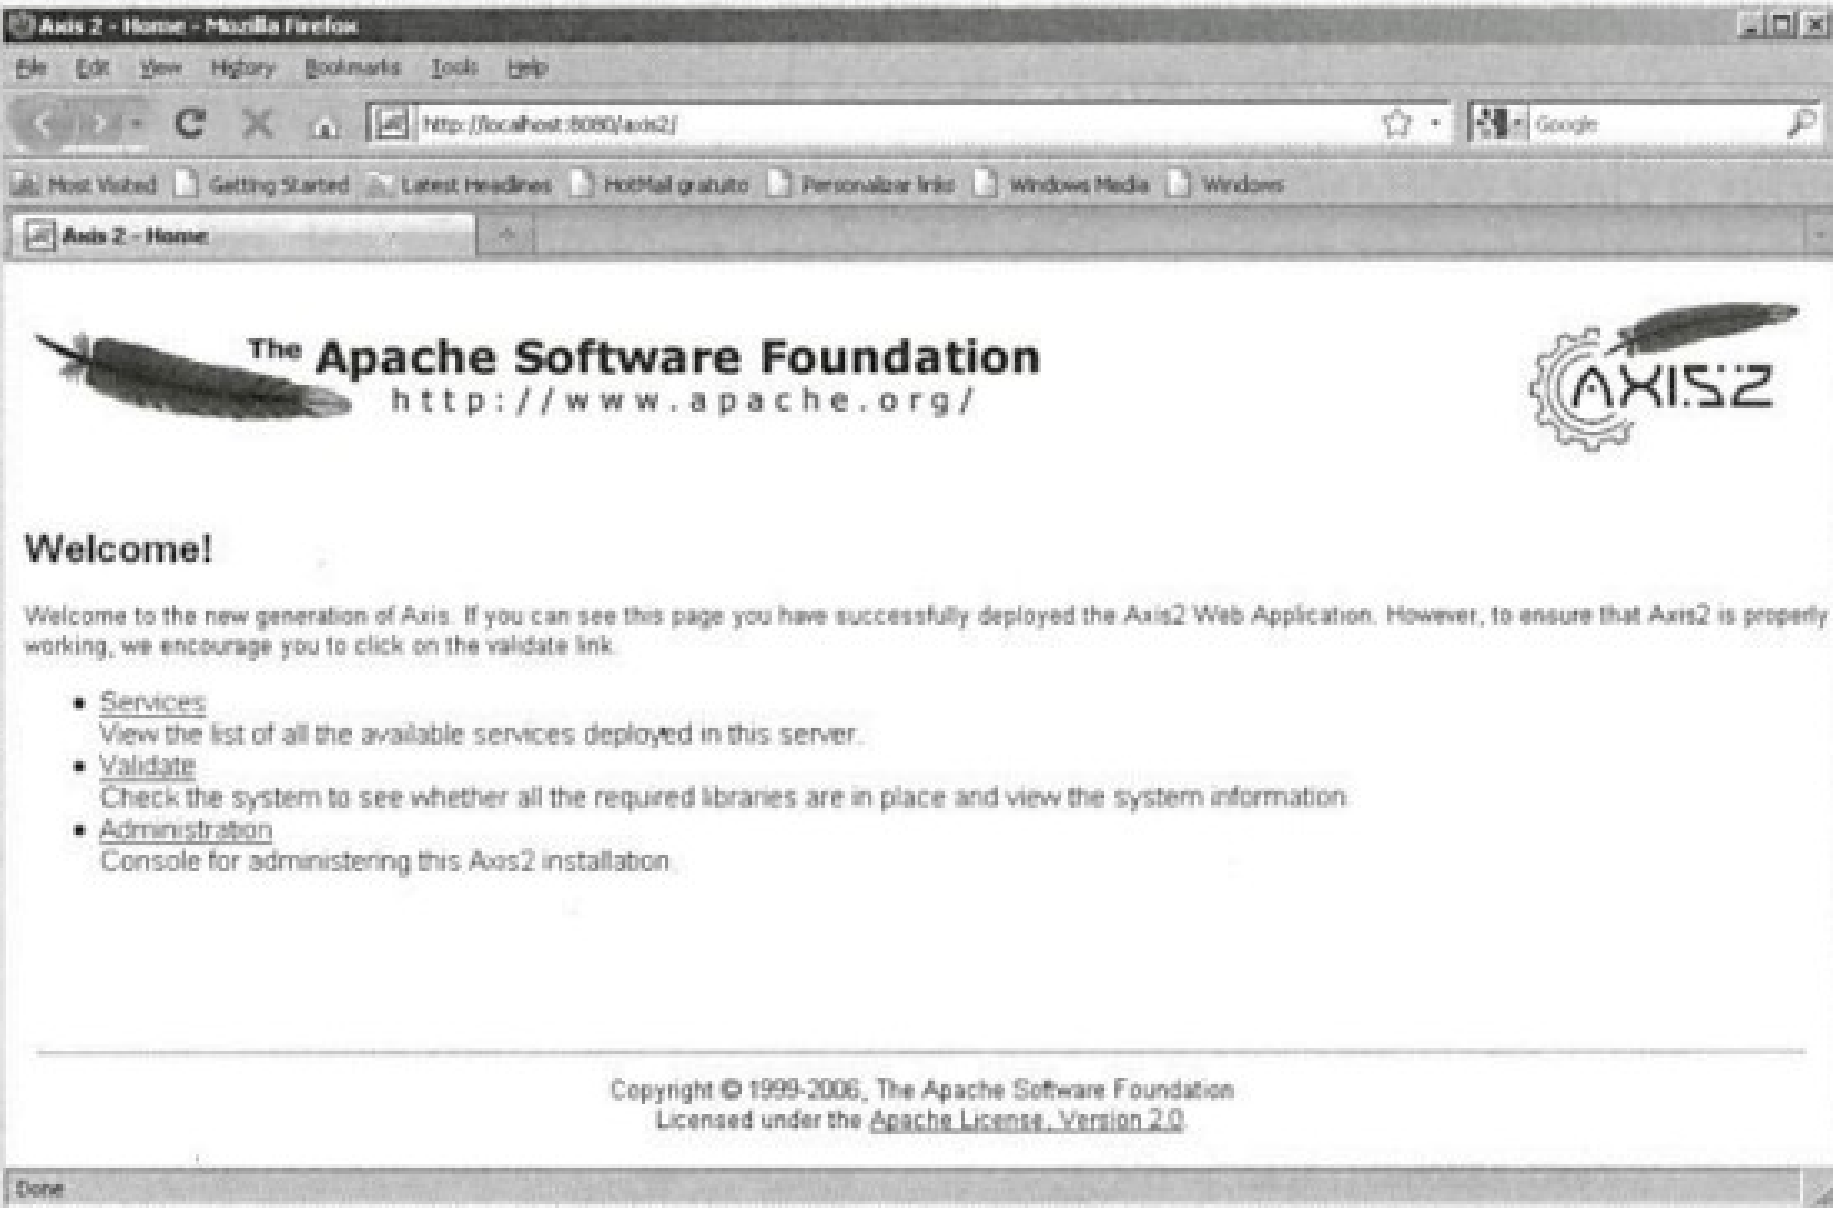 Axis 2 - Home - Mozilla Firefox
File Edit View History Bookmarks Tools Help
http://localhost:8080/axis2/
Google
Most Visited Getting Started Latest Headlines HotMail gratuito Personalizar links Windows Media Windows
Axis 2 - Home
The Apache Software Foundation
http://www.apache.org/
AXIS2
Welcome!
Welcome to the new generation of Axis. If you can see this page you have successfully deployed the Axis2 Web Application. However, to ensure that Axis2 is properly
working, we encourage you to click on the validate link.
• Services
View the list of all the available services deployed in this server.
• Validate
Check the system to see whether all the required libraries are in place and view the system information.
• Administration
Console for administering this Axis2 installation.
Copyright © 1999-2006, The Apache Software Foundation
Licensed under the Apache License, Version 2.0.
Done